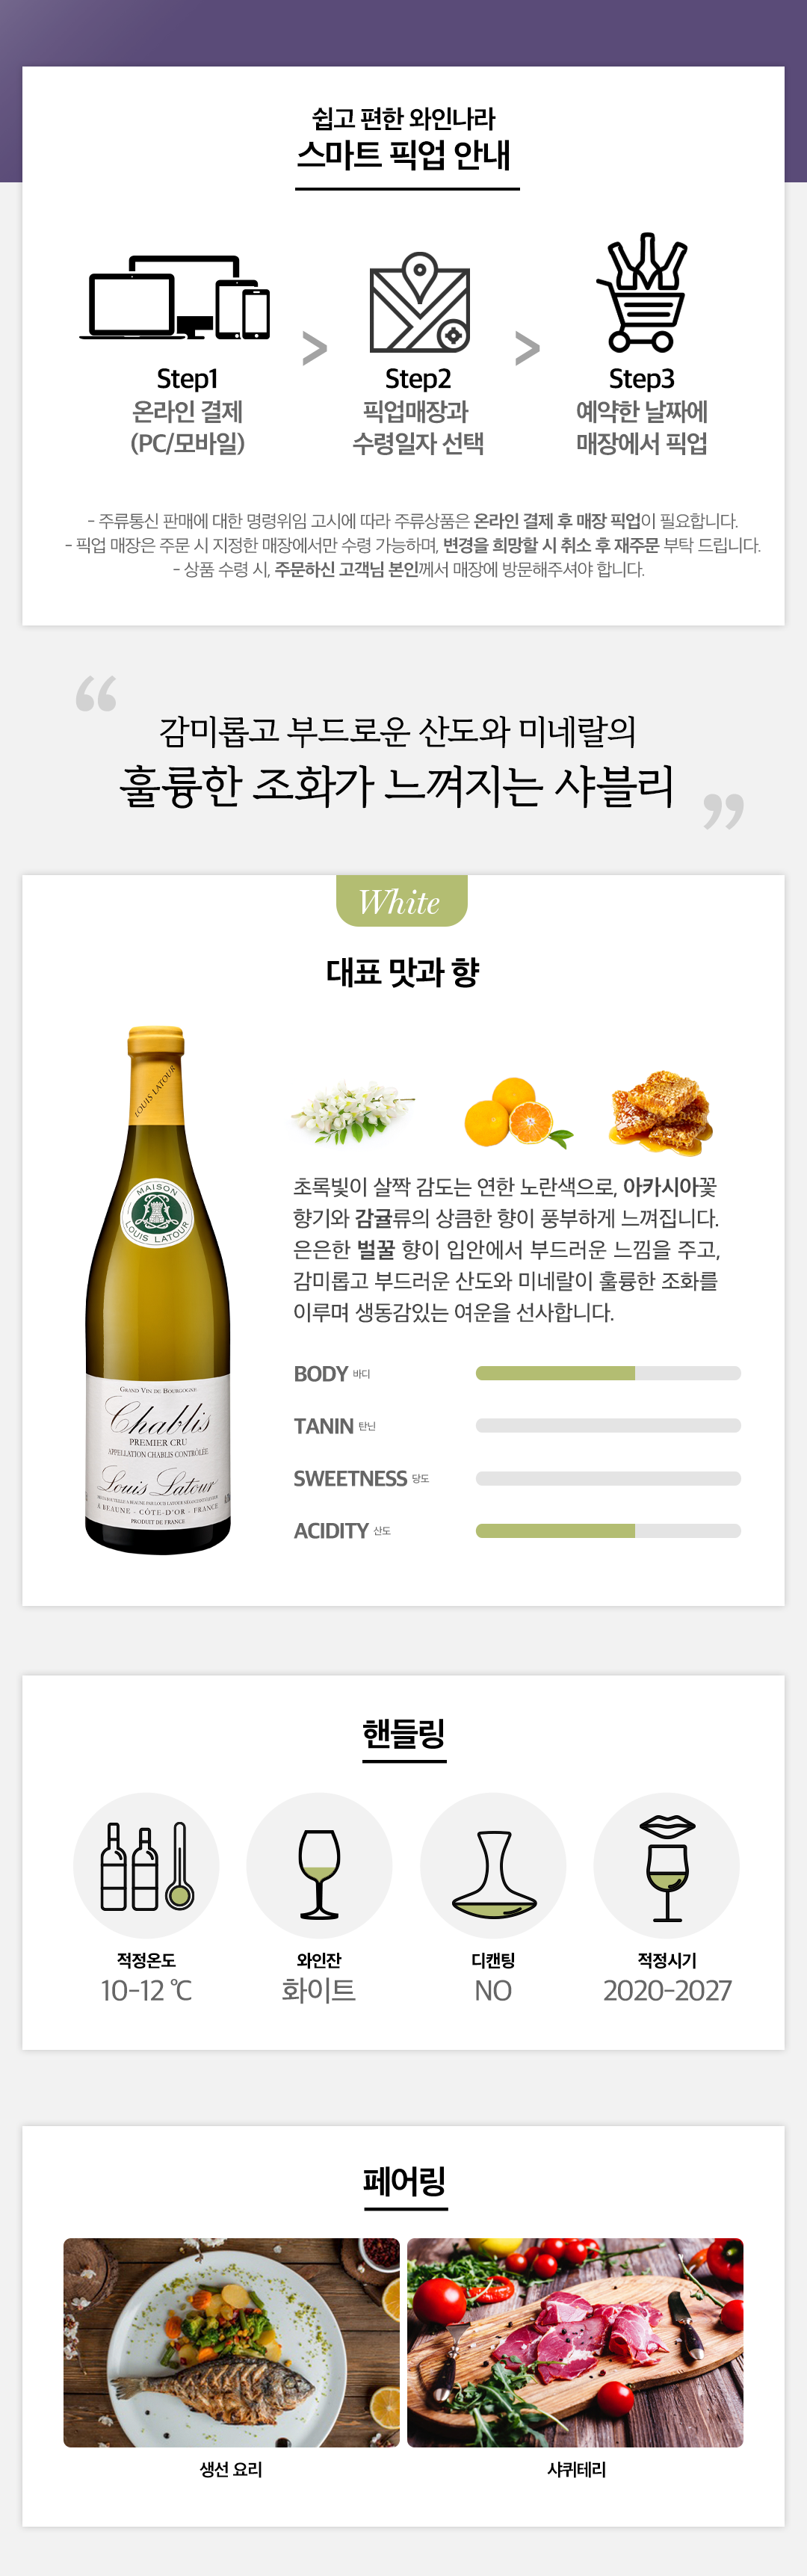 쉽고 편한 와인나라
스마트 픽업 안내
Step1
온라인 결제
(PC/모바일)
>
Step2
픽업매장과
수령일자 선택
>
Step3
예약한 날짜에
매장에서 픽업
- 주류통신 판매에 대한 명령위임 고시에 따라 주류상품은 온라인 결제 후 매장 픽업이 필요합니다.
- 픽업 매장은 주문 시 지정한 매장에서만 수령 가능하며, 변경을 희망할 시 취소 후 재주문 부탁 드립니다.
- 상품 수령 시, 주문하신 고객님 본인께서 매장에 방문해주셔야 합니다.
“
감미롭고 부드로운 산도와 미네랄의
훌륭한 조화가 느껴지는 샤블리
”
White
대표 맛과 향
LOUIS LATOUR
MAISON
LOUIS LATOUR
GRAND VIN DE BOURGOGNE
Chablis
PREMIER CRU
APPELLATION CHABLIS CONTRÔLÉE
Louis Latour
A BEAUNE - CÔTE-D'OR - FRANCE
PRODUIT DE FRANCE
초록빛이 살짝 감도는 연한 노란색으로, 아카시아꽃
향기와 감귤류의 상큼한 향이 풍부하게 느껴집니다.
은은한 벌꿀 향이 입안에서 부드러운 느낌을 주고,
감미롭고 부드러운 산도와 미네랄이 훌륭한 조화를
이루며 생동감있는 여운을 선사합니다.
BODY 바디
TANIN 탄닌
SWEETNESS 당도
ACIDITY 산도
핸들링
적정온도
10-12 ℃
와인잔
화이트
디캔팅
NO
적정시기
2020-2027
페어링
생선 요리
샤퀴테리